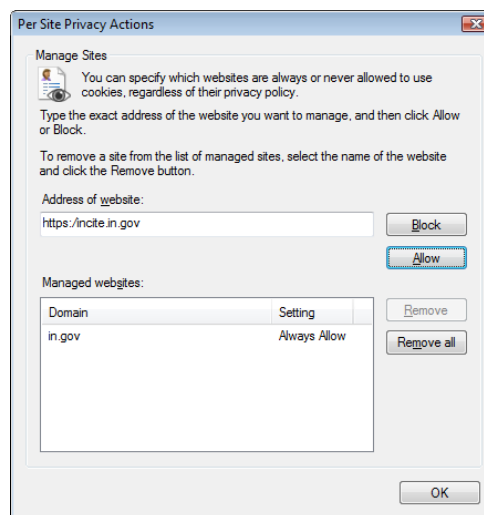 Per Site Privacy Actions
Manage Sites
You can specify which websites are always or never allowed to use
cookies, regardless of their privacy policy.
Type the exact address of the website you want to manage, and then click Allow
or Block.
To remove a site from the list of managed sites, select the name of the website
and click the Remove button.
Address of website:
https:/incite.in.gov
Block
Allow
Managed websites:
Domain Setting
Remove
in.gov Always Allow
Remove all
OK